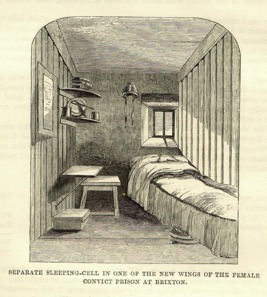 SEPARATE SLEEPING-CELL IN ONE OF THE NEW WINGS OF THE FEMALE
CONVICT PRISON AT BRIXTON.